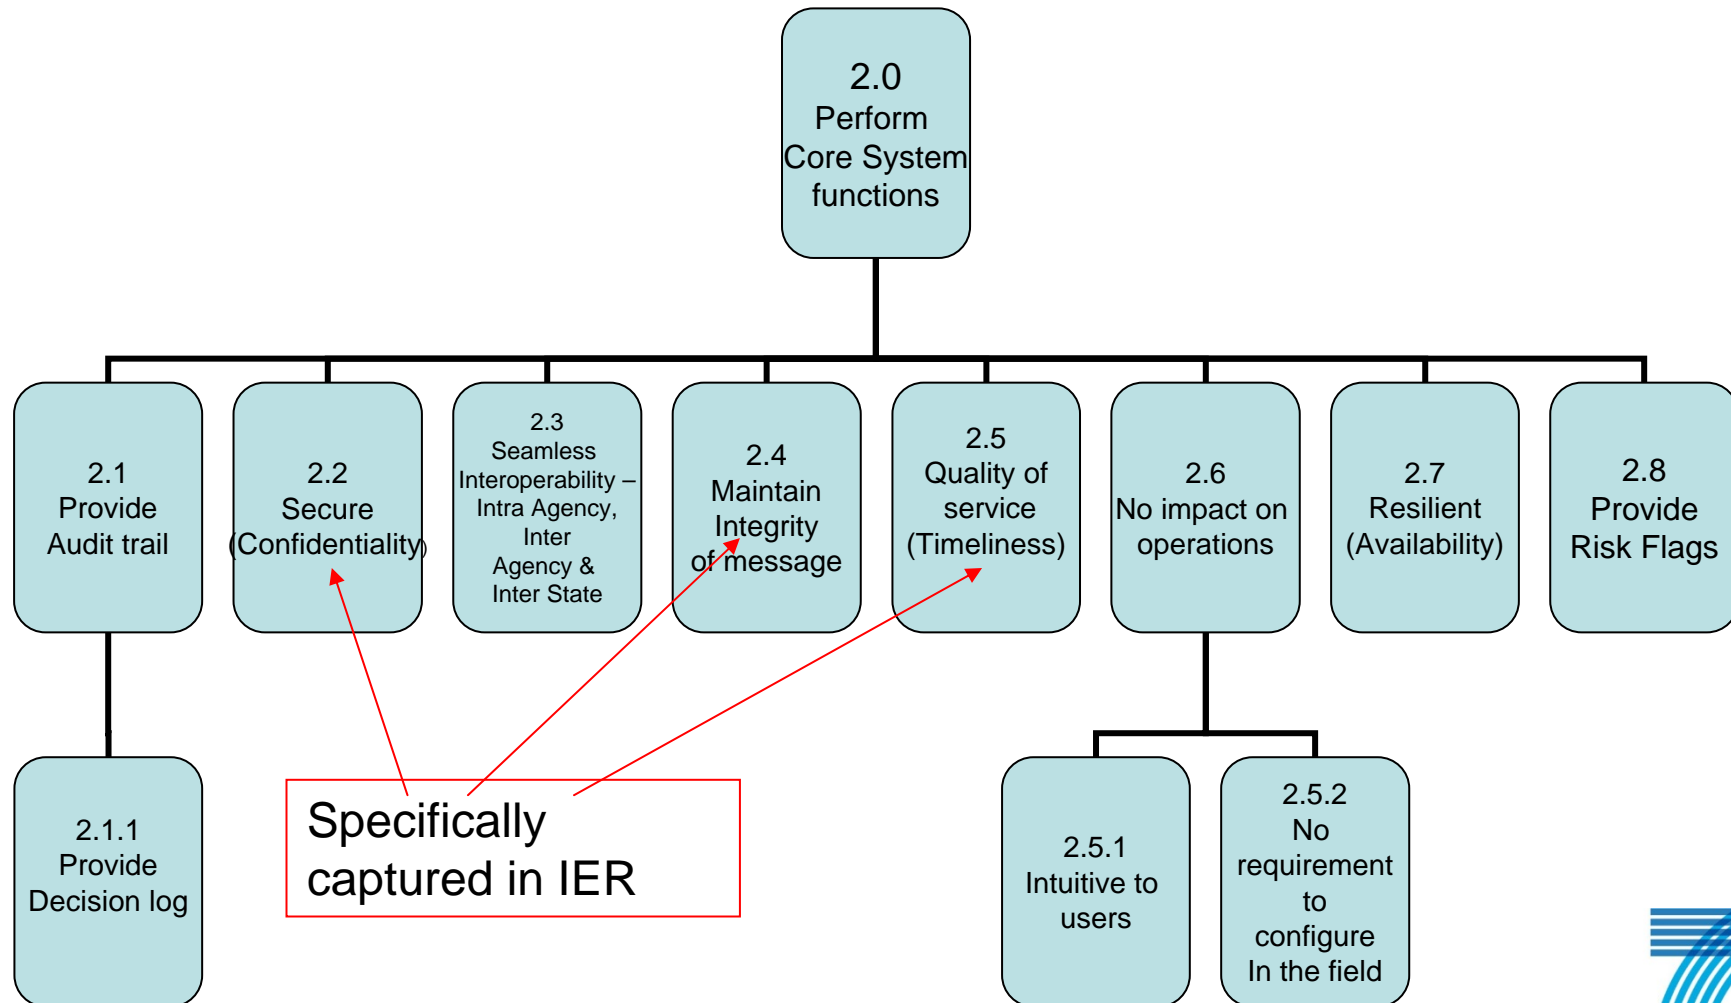 2.0
Perform
Core System
functions
2.1
Provide
Audit trail
2.2
Secure
(Confidentiality)
2.3
Seamless
Interoperability –
Intra Agency,
Inter
Agency &
Inter State
2.4
Maintain
Integrity
of message
2.5
Quality of
service
(Timeliness)
2.6
No impact on
operations
2.7
Resilient
(Availability)
2.8
Provide
Risk Flags
2.1.1
Provide
Decision log
Specifically
captured in IER
2.5.1
Intuitive to
users
2.5.2
No
requirement
to
configure
In the field